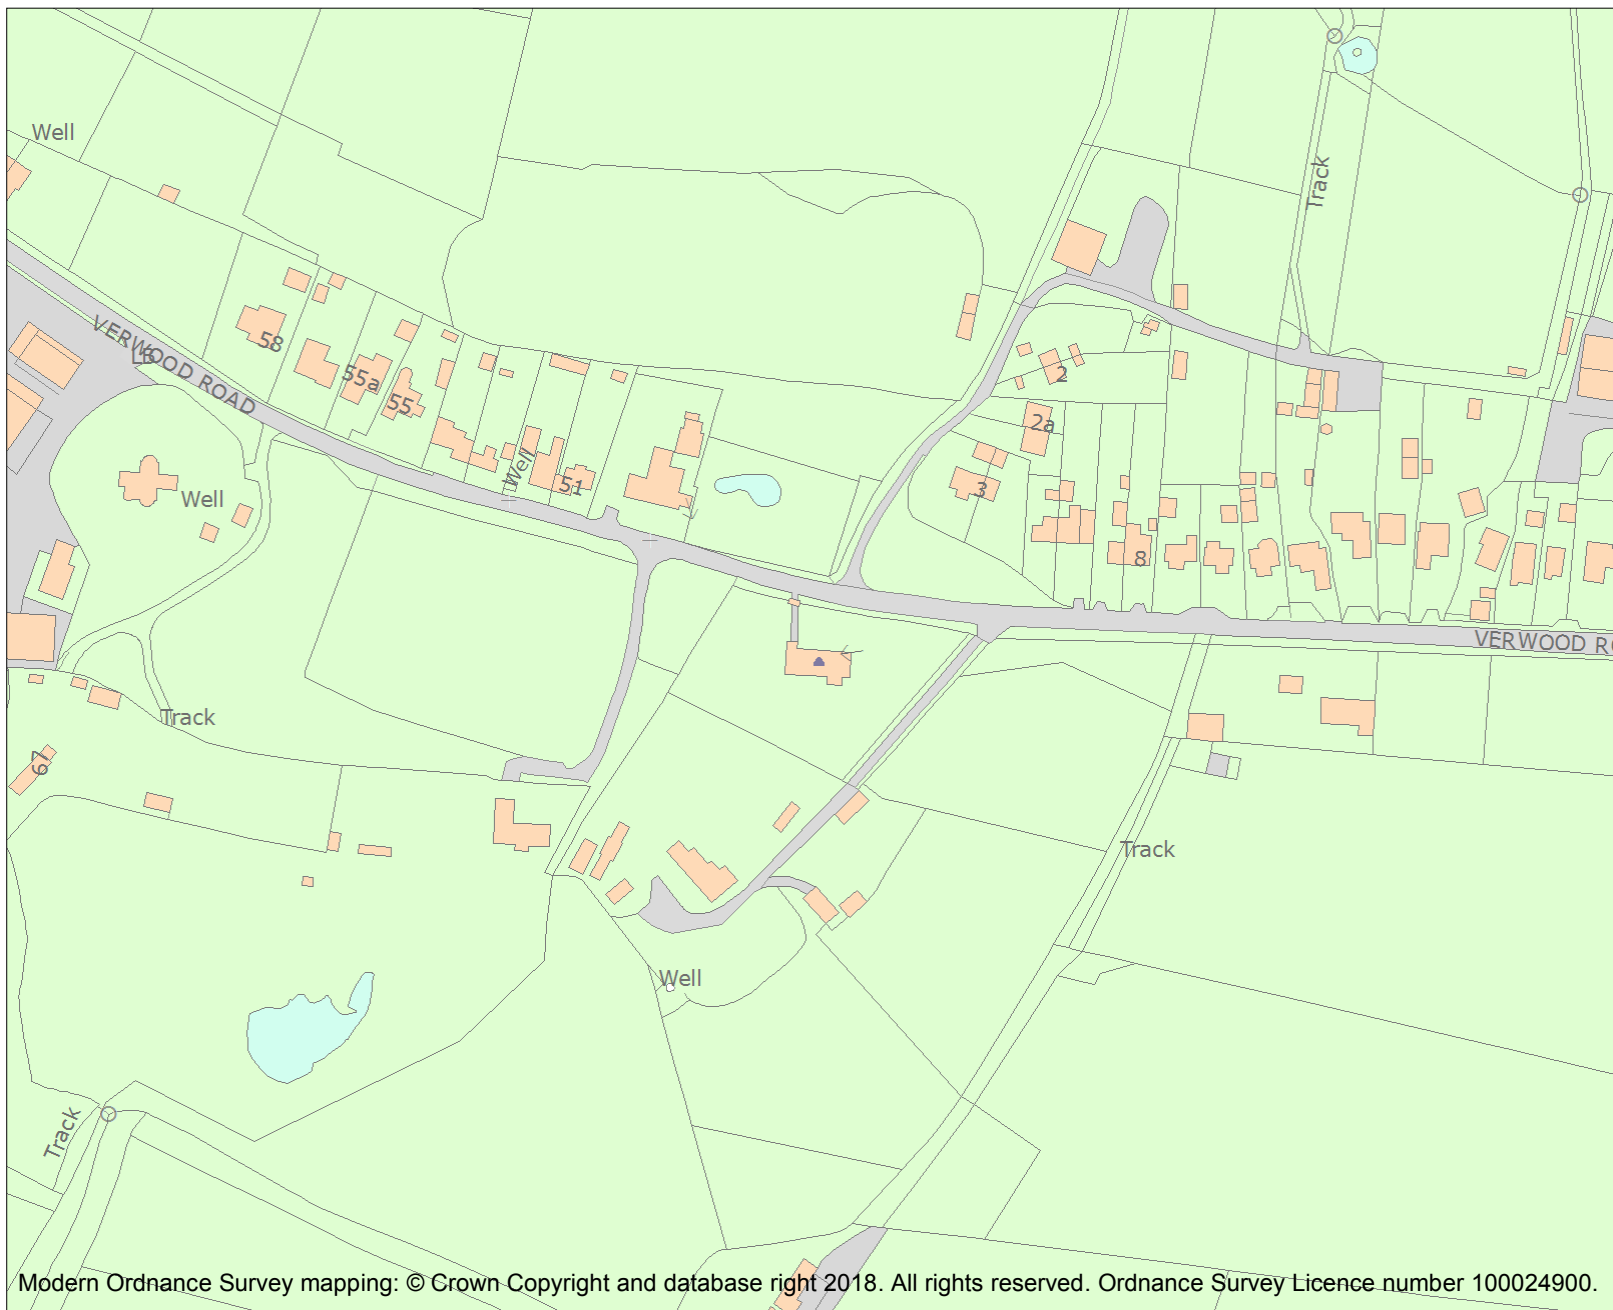 Well
Track
VERWOOD ROAD
LB
58
55a
55
2
2a
Well
51
3
Well
8
VERWOOD RO
Track
67
Track
Well
Track
Modern Ordnance Survey mapping: © Crown Copyright and database right 2018. All rights reserved. Ordnance Survey Licence number 100024900.